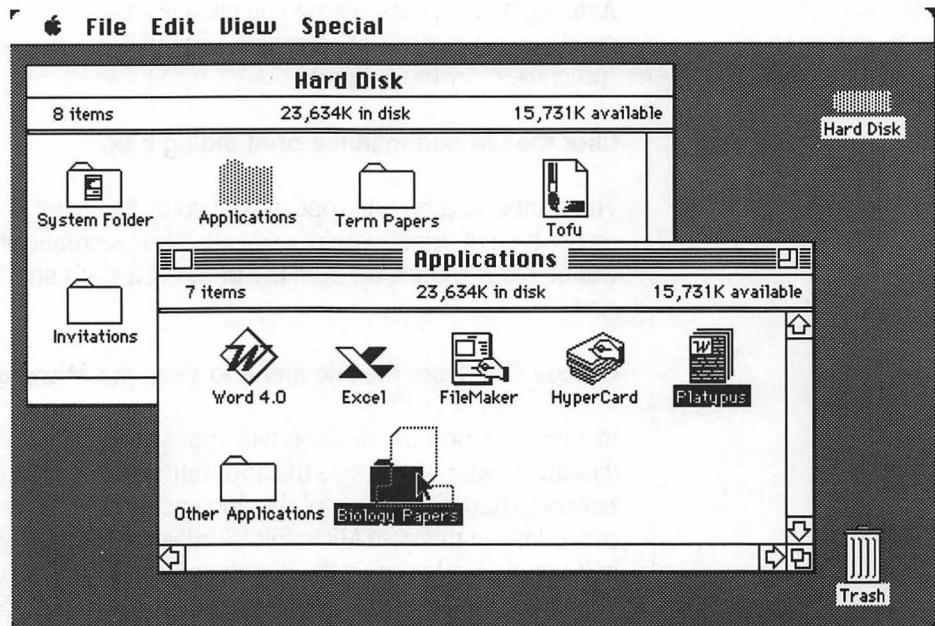 File Edit View Special
Hard Disk
8 items 23,634K in disk 15,731K available
Hard Disk
System Folder Applications Term Papers Tofu
Applications
7 items 23,634K in disk 15,731K available
Invitations
Word 4.0 Excel FileMaker HyperCard Platypus
Other Applications Biology Papers
Trash